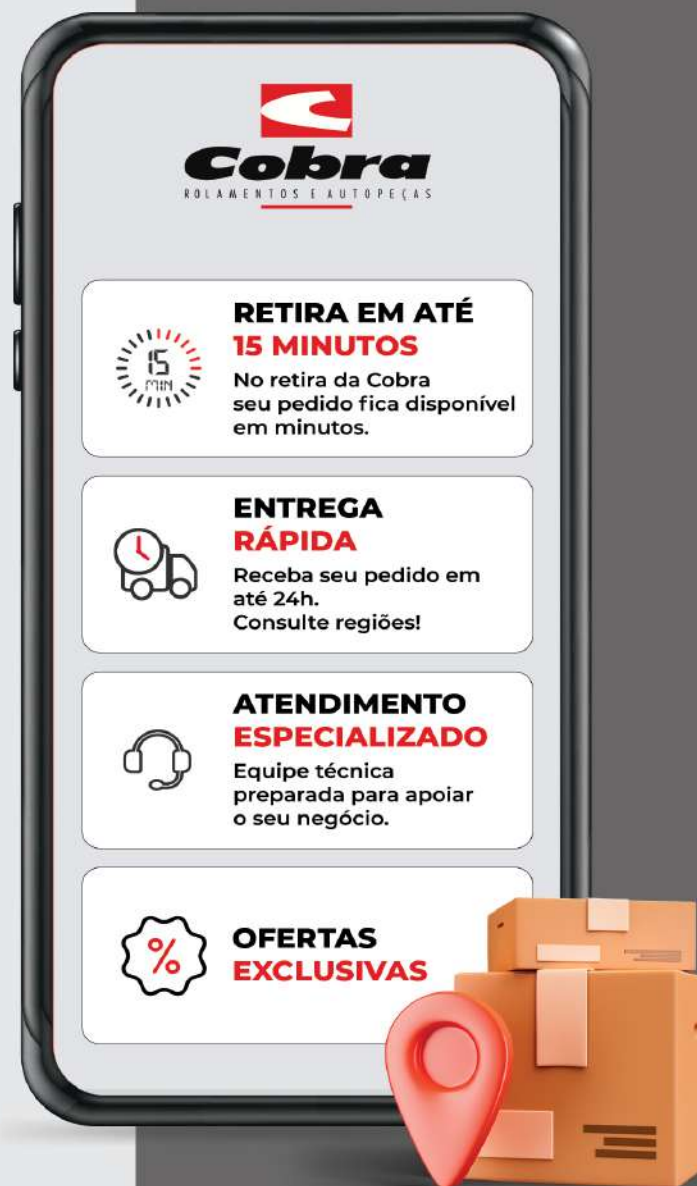 Cobra
ROLAMENTOS E AUTOPEÇAS
RETIRA EM ATÉ
15 MINUTOS
15
MIN
No retira da Cobra
seu pedido fica disponível
em minutos.
ENTREGA
RÁPIDA
Receba seu pedido em
até 24h.
Consulte regiões!
ATENDIMENTO
ESPECIALIZADO
Equipe técnica
preparada para apoiar
o seu negócio.
%
OFERTAS
EXCLUSIVAS